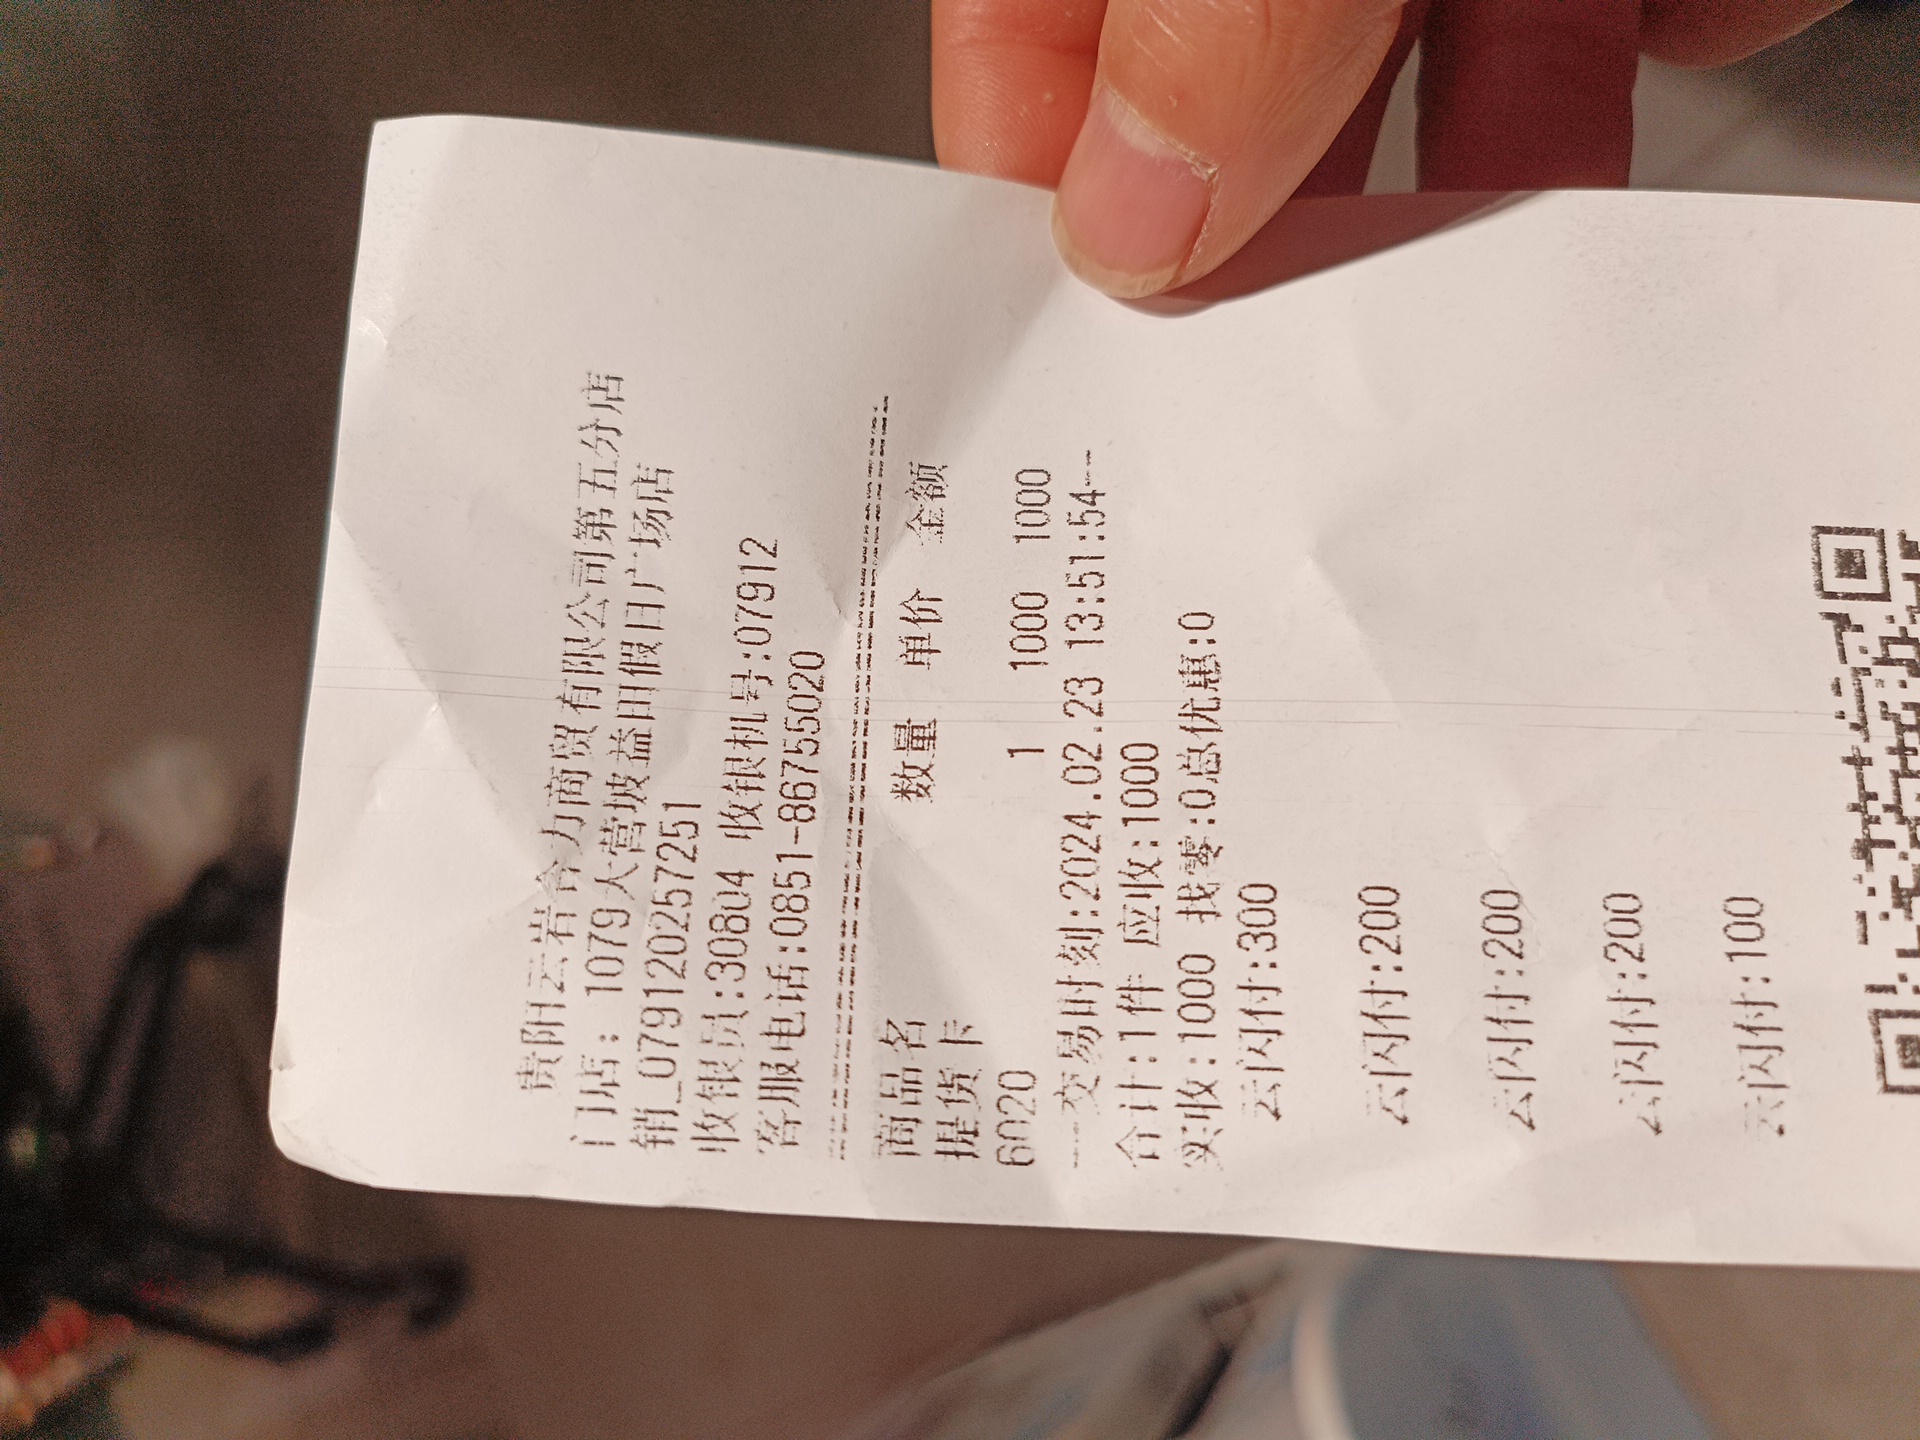 贵阳云岩合力商贸有限公司第五分店
门店：1079大营坡益田假日广场店
销_0791202257251
收银员:30804 收银机号:07912
客服电话:0851-86755020
商品名 数量 单价 金额
提货卡
6020 1 1000 1000
---交易时刻:2024.02.23 13:51:54--
合计:1件 应收:1000
实收:1000 找零:0总优惠:0
云闪付:300
云闪付:200
云闪付:200
云闪付:200
云闪付:100